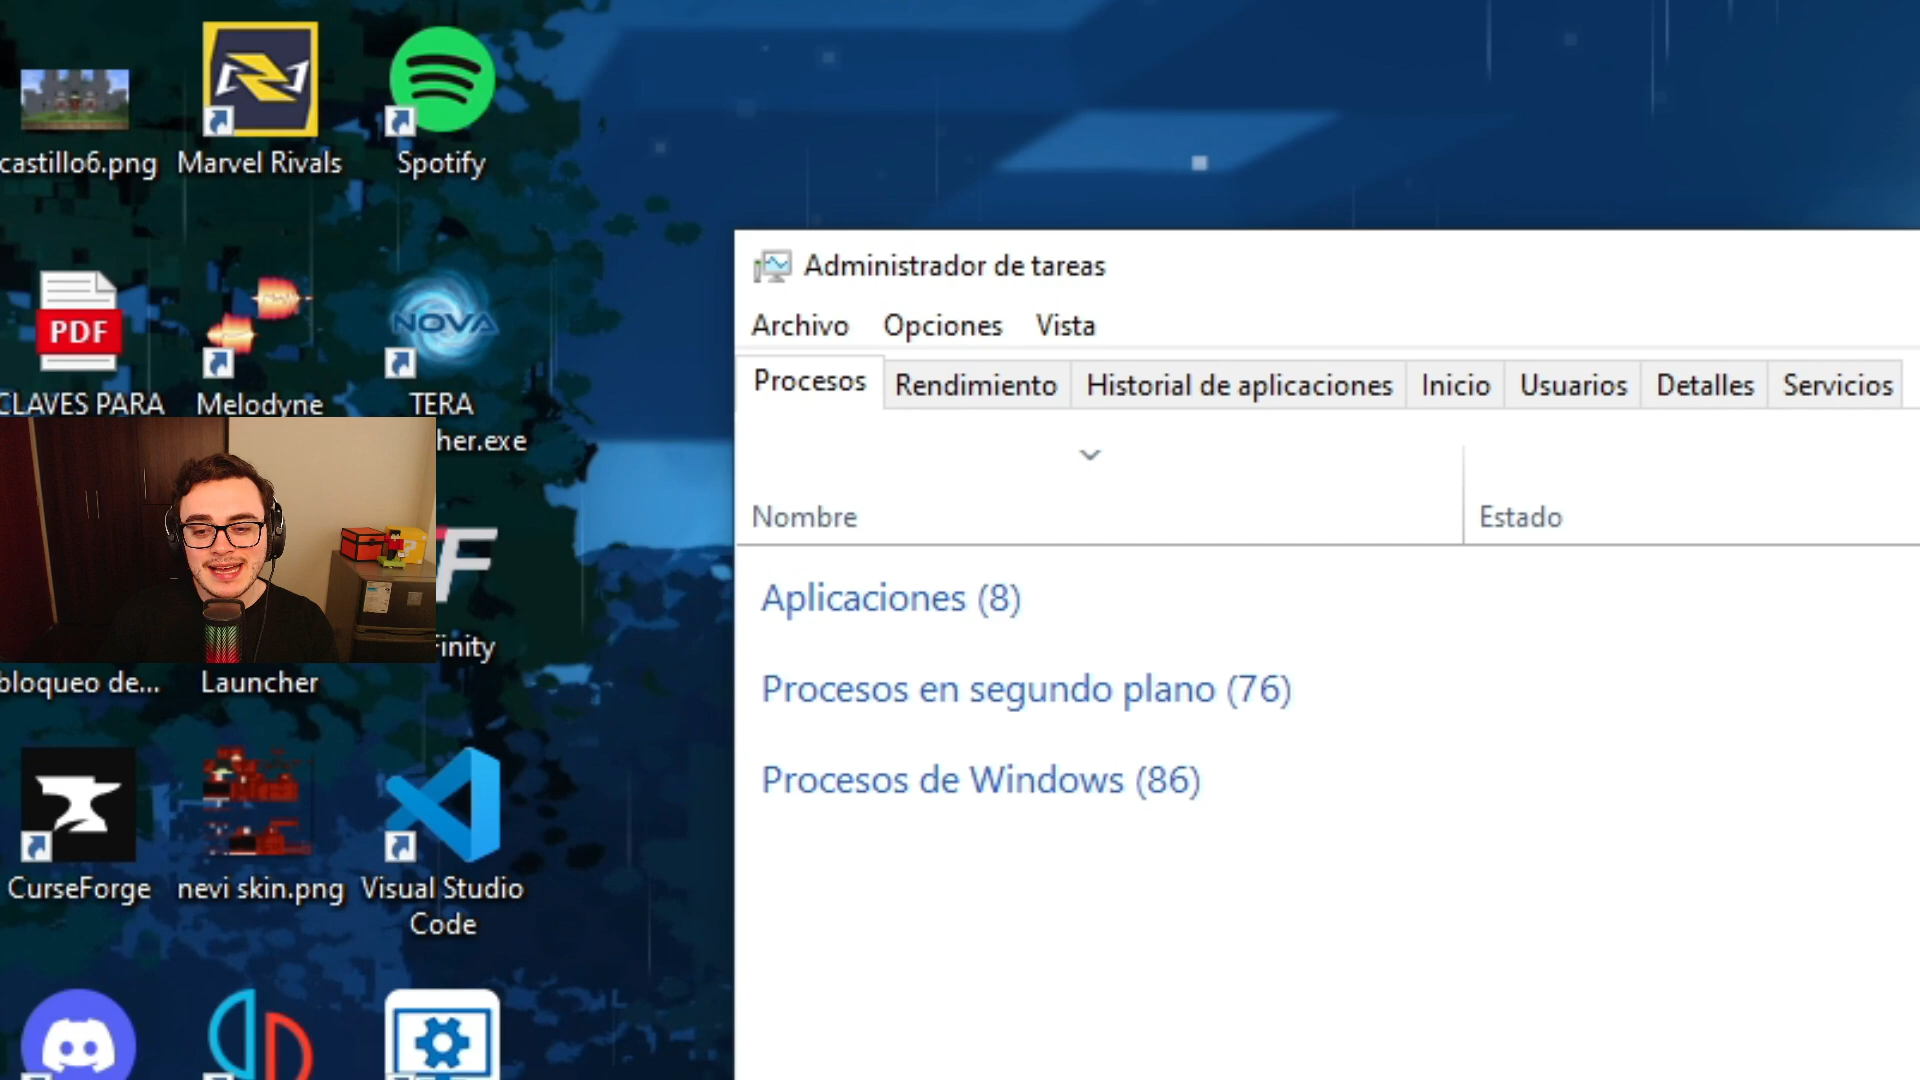 castillo6.png
Marvel Rivals
Spotify
PDF
NOVA
CLAVES PARA
Melodyne
TERA
her.exe
F
inity
bloqueo de...
Launcher
CurseForge
nevi skin.png
Visual Studio
Code
Administrador de tareas
Archivo
Opciones
Vista
Procesos
Rendimiento
Historial de aplicaciones
Inicio
Usuarios
Detalles
Servicios
Nombre
Estado
Aplicaciones (8)
Procesos en segundo plano (76)
Procesos de Windows (86)